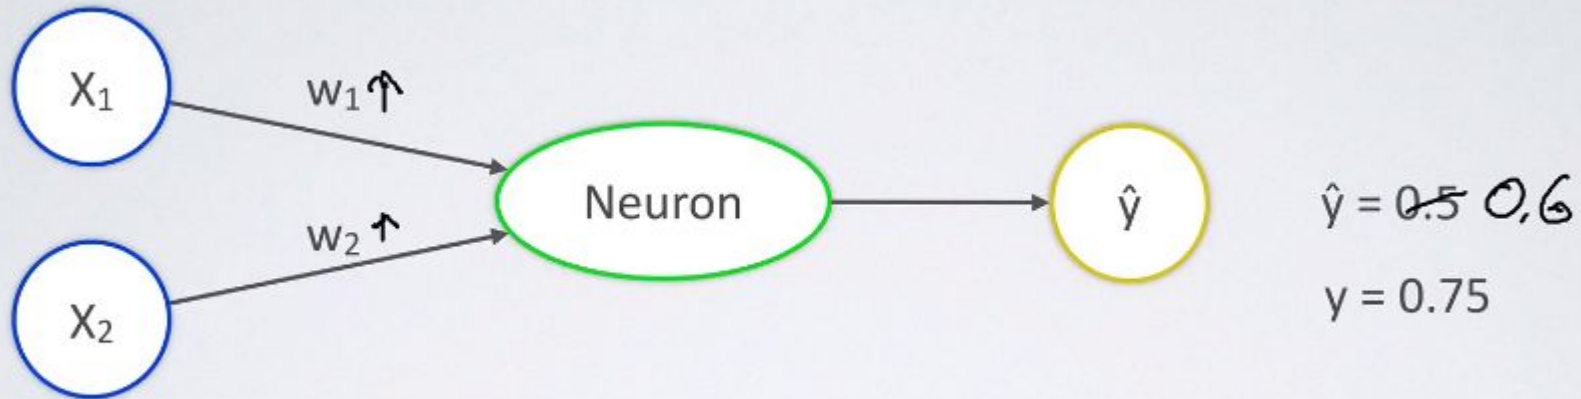 X₁
w₁ ↑
w₂ ↑
X₂
Neuron
ŷ
ŷ = 0.5 0.6
y = 0.75